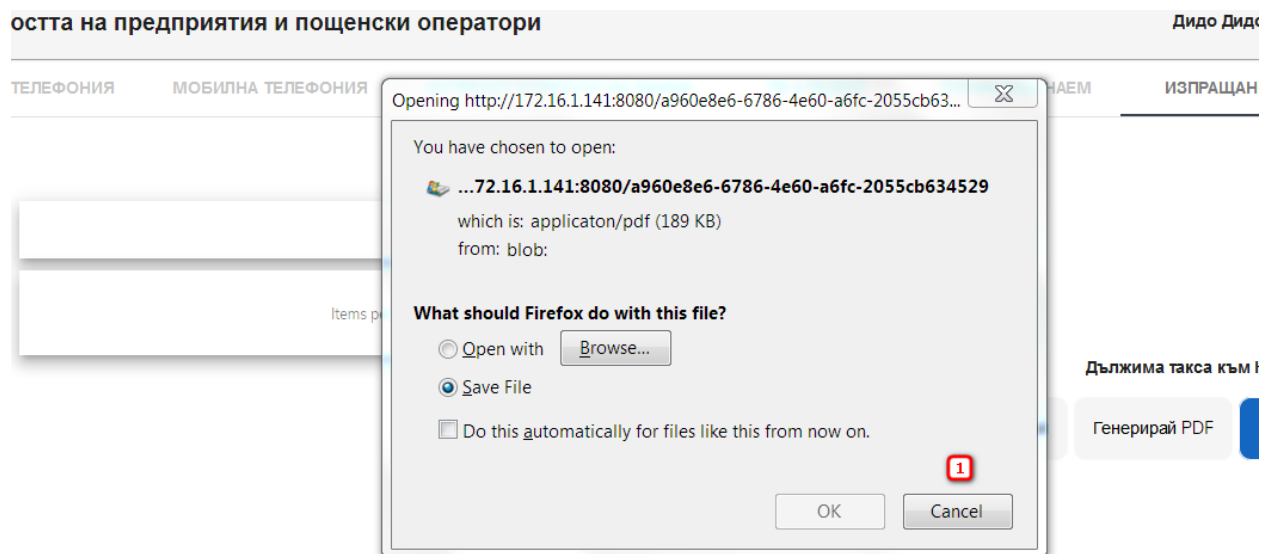 остта на предприятия и пощенски оператори
Дидо Дидо
ТЕЛЕФОНИЯ МОБИЛНА ТЕЛЕФОНИЯ НАЕМ ИЗПРАЩАН
Opening http://172.16.1.141:8080/a960e8e6-6786-4e60-a6fc-2055cb63...
You have chosen to open:
...72.16.1.141:8080/a960e8e6-6786-4e60-a6fc-2055cb634529
which is: applicaton/pdf (189 KB)
from: blob:
Items p
What should Firefox do with this file?
Open with Browse...
Save File
Do this automatically for files like this from now on.
Дължима такса към
Генерирай PDF
1
OK Cancel